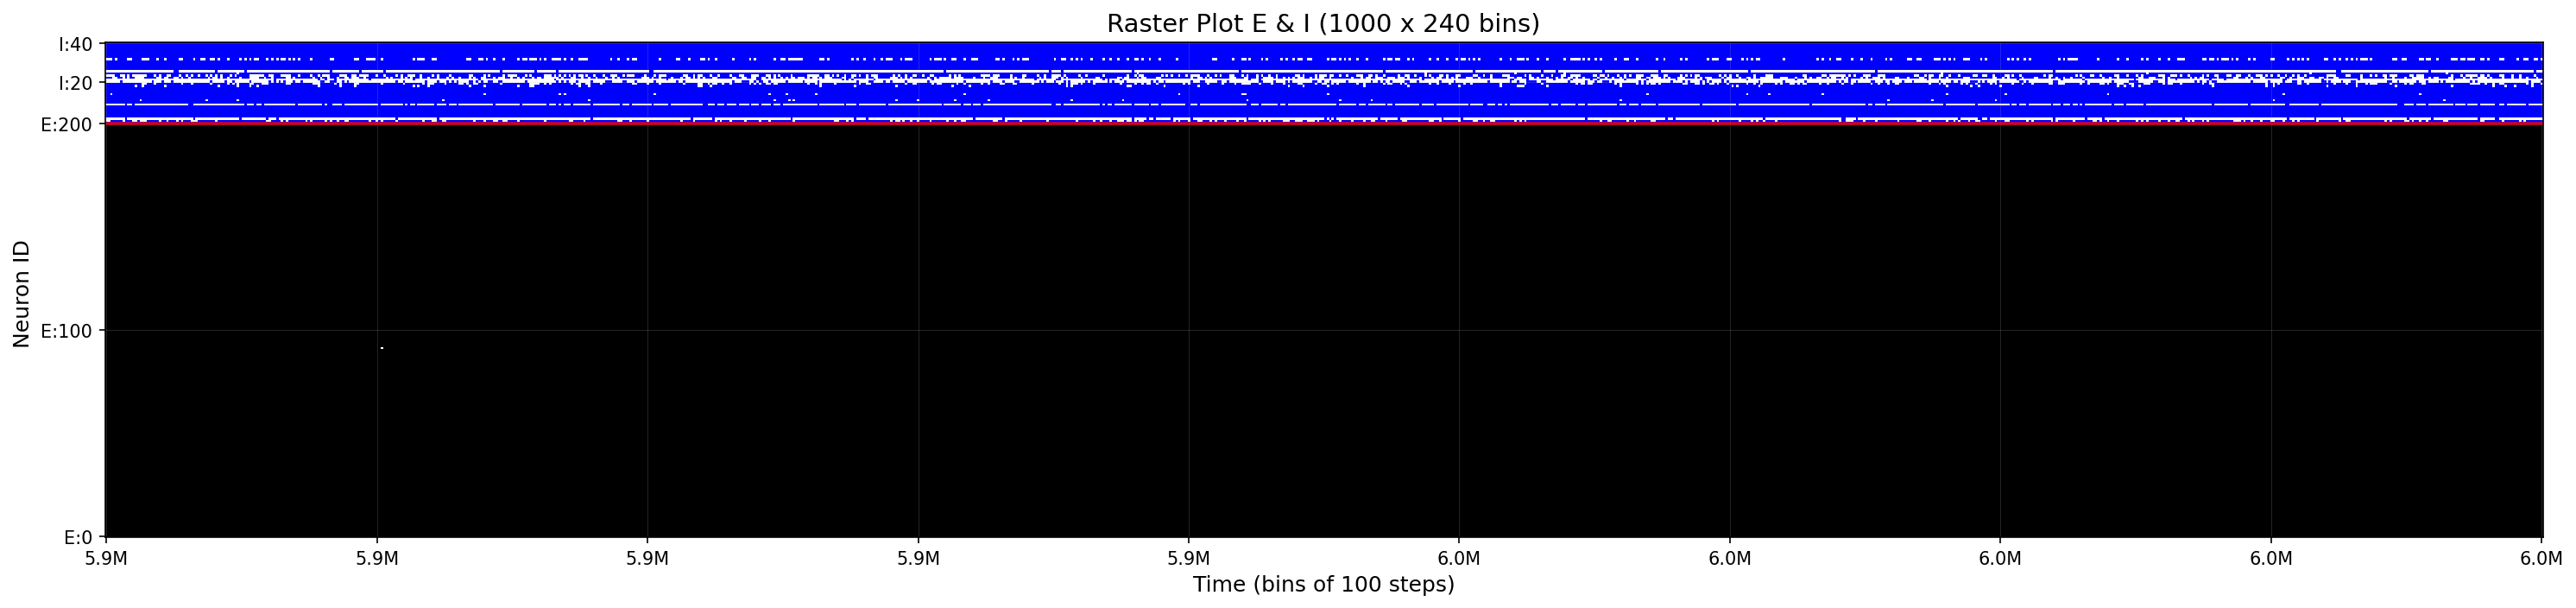 Raster Plot E & I (1000 x 240 bins)
I:40
I:20
E:200
E:100
E:0
Neuron ID
5.9M 5.9M 5.9M 5.9M 5.9M 6.0M 6.0M 6.0M 6.0M 6.0M
Time (bins of 100 steps)